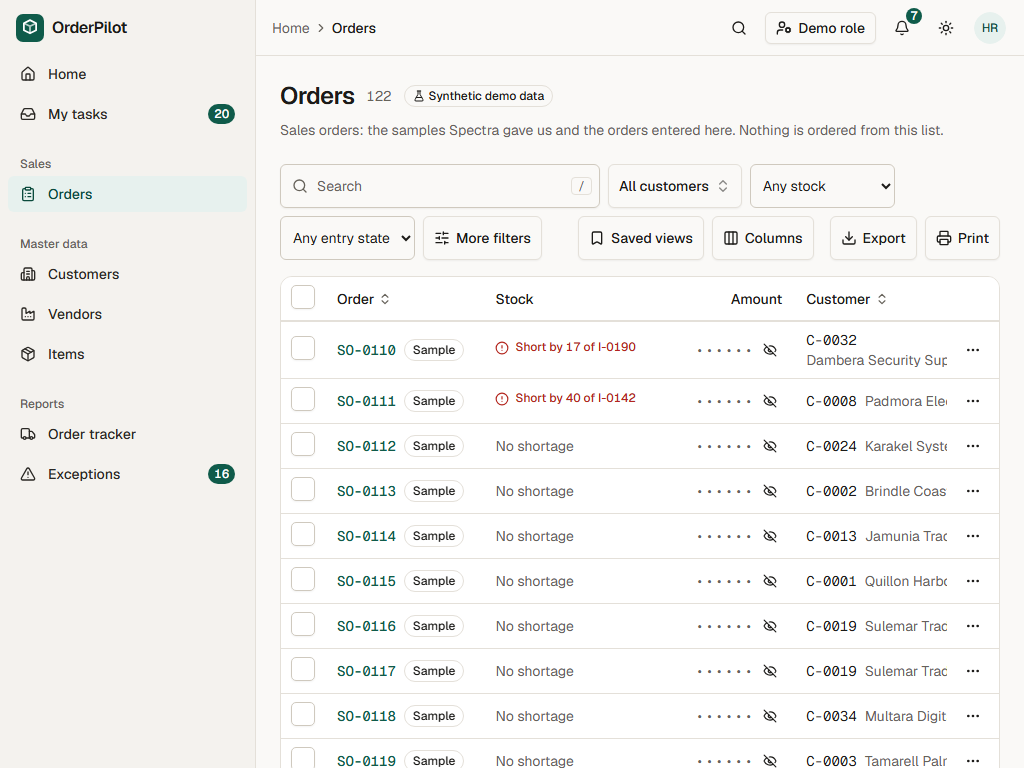 OrderPilot
Home
My tasks 20
Sales
Orders
Master data
Customers
Vendors
Items
Reports
Order tracker
Exceptions 16
Home > Orders
Demo role
7
HR
Orders 122 Synthetic demo data
Sales orders: the samples Spectra gave us and the orders entered here. Nothing is ordered from this list.
Search /
All customers
Any stock
Any entry state
More filters
Saved views
Columns
Export
Print
Order Stock Amount Customer
SO-0110 Sample Short by 17 of I-0190 •••••• C-0032
Dambera Security Sup
SO-0111 Sample Short by 40 of I-0142 •••••• C-0008 Padmora Ele
SO-0112 Sample No shortage •••••• C-0024 Karakel Syste
SO-0113 Sample No shortage •••••• C-0002 Brindle Coas
SO-0114 Sample No shortage •••••• C-0013 Jamunia Trad
SO-0115 Sample No shortage •••••• C-0001 Quillon Harbo
SO-0116 Sample No shortage •••••• C-0019 Sulemar Trad
SO-0117 Sample No shortage •••••• C-0019 Sulemar Trad
SO-0118 Sample No shortage •••••• C-0034 Multara Digit
SO-0119 Sample No shortage •••••• C-0003 Tamarell Palm